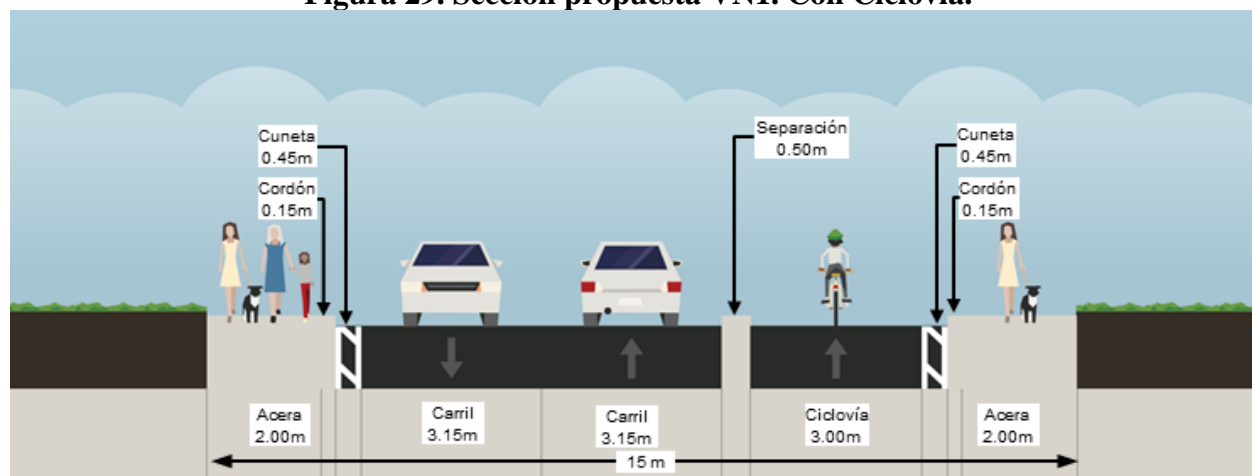 Figura 29. Sección propuesta VN1. Con Ciclovía.
Cuneta
0.45m
Separación
0.50m
Cuneta
0.45m
Cordón
0.15m
Cordón
0.15m
Acera
2.00m
Carril
3.15m
Carril
3.15m
Ciclovía
3.00m
Acera
2.00m
15 m